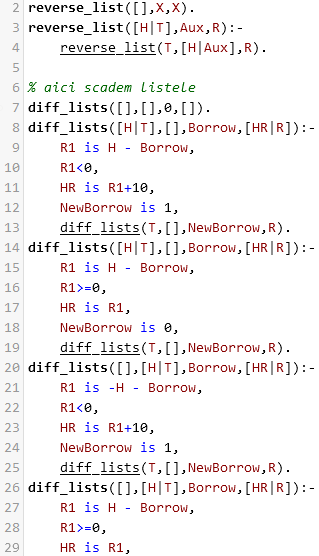 2 reverse_list([],X,X).
3 reverse_list([H|T],Aux,R):-
4     reverse_list(T,[H|Aux],R).
5
6 % aici scadem listele
7 diff_lists([],[],0,[]).
8 diff_lists([H|T],[],Borrow,[HR|R]):-
9     R1 is H - Borrow,
10     R1<0,
11     HR is R1+10,
12     NewBorrow is 1,
13     diff_lists(T,[],NewBorrow,R).
14 diff_lists([H|T],[],Borrow,[HR|R]):-
15     R1 is H - Borrow,
16     R1>=0,
17     HR is R1,
18     NewBorrow is 0,
19     diff_lists(T,[],NewBorrow,R).
20 diff_lists([],[H|T],Borrow,[HR|R]):-
21     R1 is -H - Borrow,
22     R1<0,
23     HR is R1+10,
24     NewBorrow is 1,
25     diff_lists(T,[],NewBorrow,R).
26 diff_lists([],[H|T],Borrow,[HR|R]):-
27     R1 is H - Borrow,
28     R1>=0,
29     HR is R1,